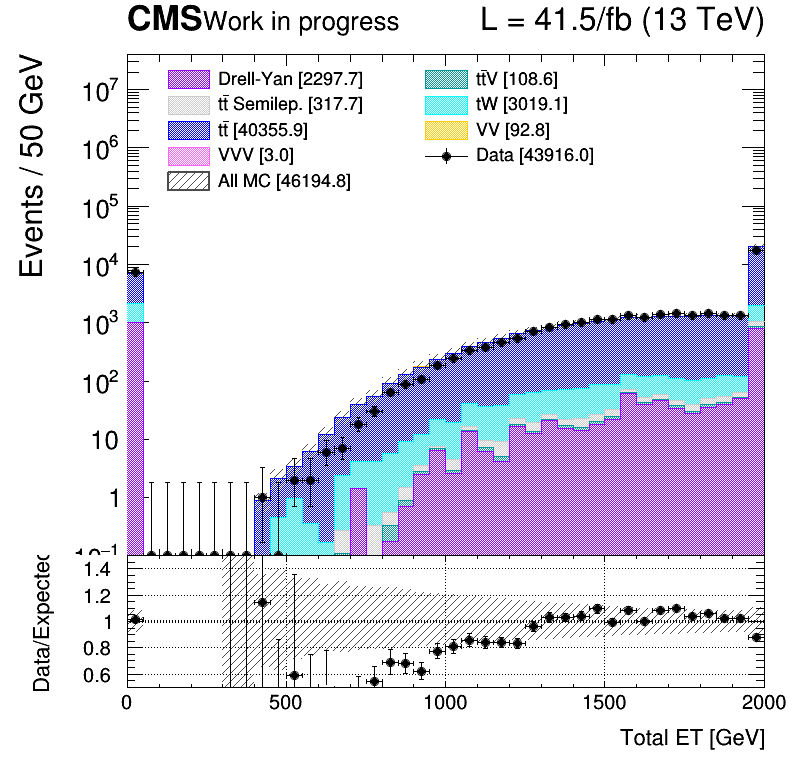 CMS Work in progress L = 41.5/fb (13 TeV)
Events / 50 GeV
Drell-Yan [2297.7] tt̄V [108.6]
tt̄ Semilep. [317.7] tW [3019.1]
tt̄ [40355.9] VV [92.8]
VVV [3.0] Data [43916.0]
All MC [46194.8]
10⁷
10⁶
10⁵
10⁴
10³
10²
10
1
10⁻¹
Data/Expected
1.4
1.2
1
0.8
0.6
0 500 1000 1500 2000
Total ET [GeV]